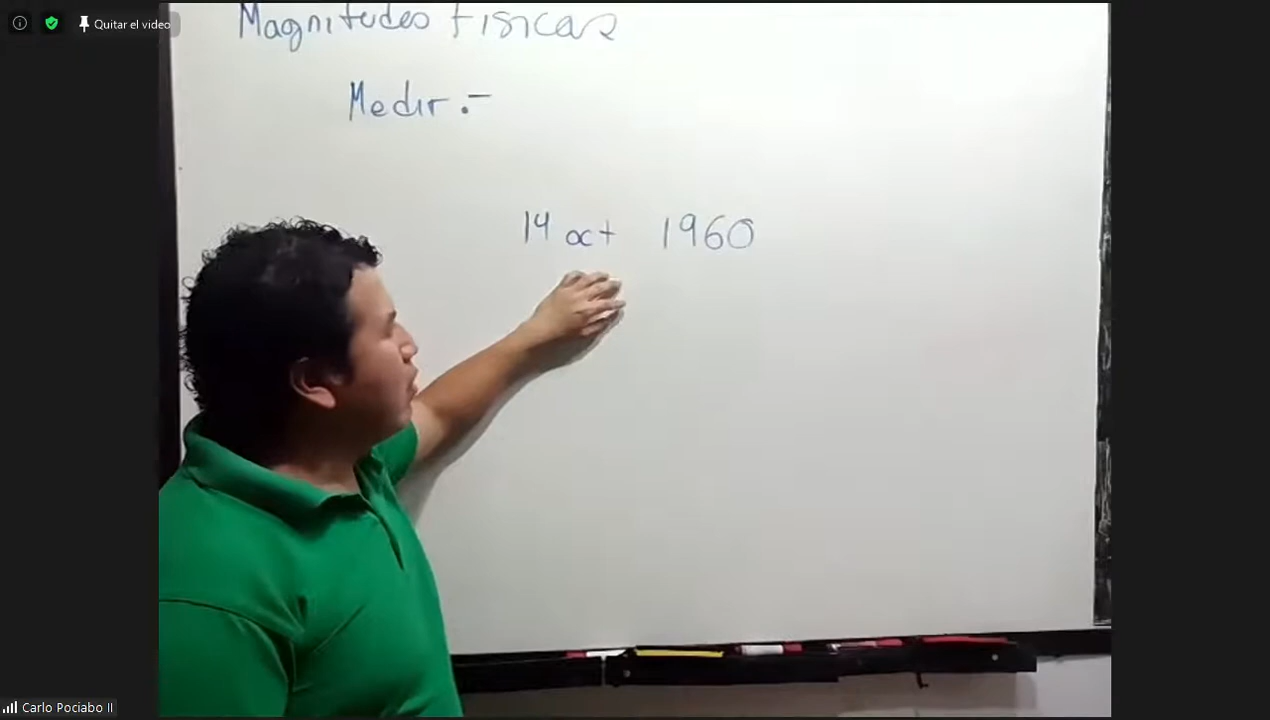 Quitar el video
Magnitudes Fisicas
Medir .-
14 oct 1960
Carlo Pociabo II